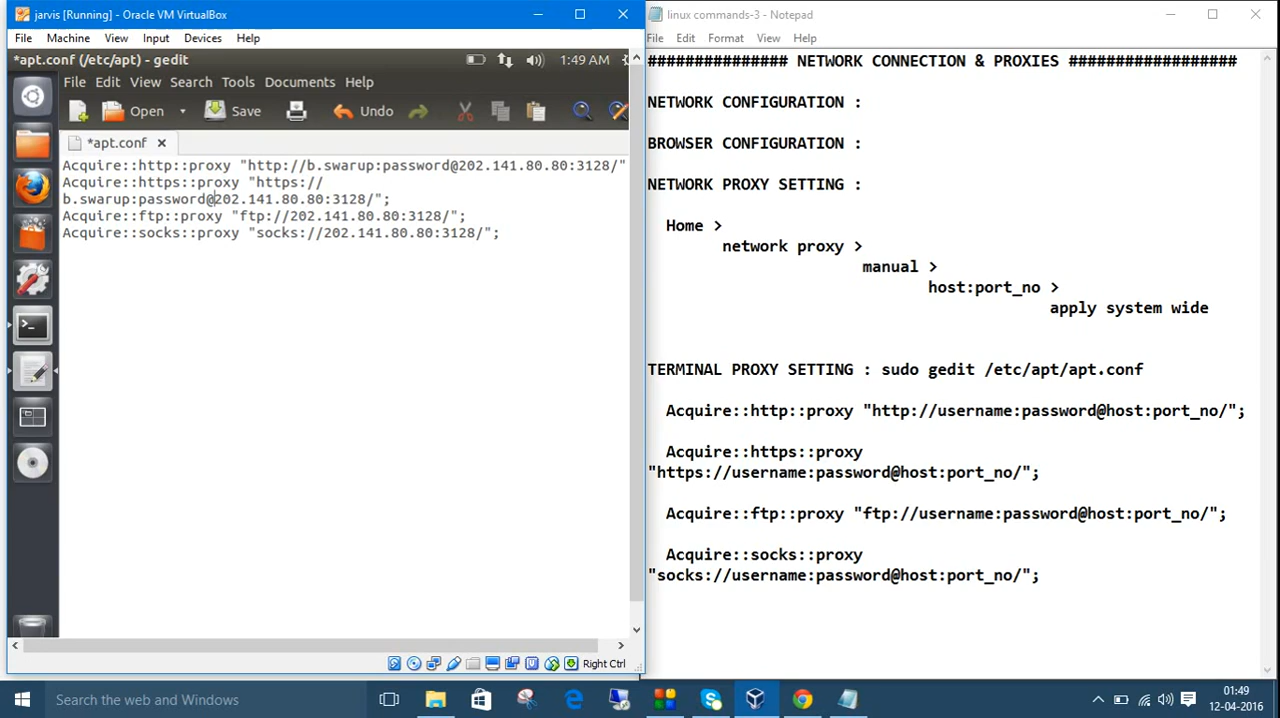 jarvis [Running] - Oracle VM VirtualBox
File Machine View Input Devices Help
*apt.conf (/etc/apt) - gedit
1:49 AM
File Edit View Search Tools Documents Help
Open Save Undo
*apt.conf
Acquire::http::proxy "http://b.swarup:password@202.141.80.80:3128/"
Acquire::https::proxy "https://
b.swarup:password@202.141.80.80:3128/";
Acquire::ftp::proxy "ftp://202.141.80.80:3128/";
Acquire::socks::proxy "socks://202.141.80.80:3128/";
Right Ctrl
linux commands-3 - Notepad
File Edit Format View Help
############### NETWORK CONNECTION & PROXIES ##################
NETWORK CONFIGURATION :
BROWSER CONFIGURATION :
NETWORK PROXY SETTING :
Home >
network proxy >
manual >
host:port_no >
apply system wide
TERMINAL PROXY SETTING : sudo gedit /etc/apt/apt.conf
Acquire::http::proxy "http://username:password@host:port_no/";
Acquire::https::proxy
"https://username:password@host:port_no/";
Acquire::ftp::proxy "ftp://username:password@host:port_no/";
Acquire::socks::proxy
"socks://username:password@host:port_no/";
Search the web and Windows
01:49
12-04-2016